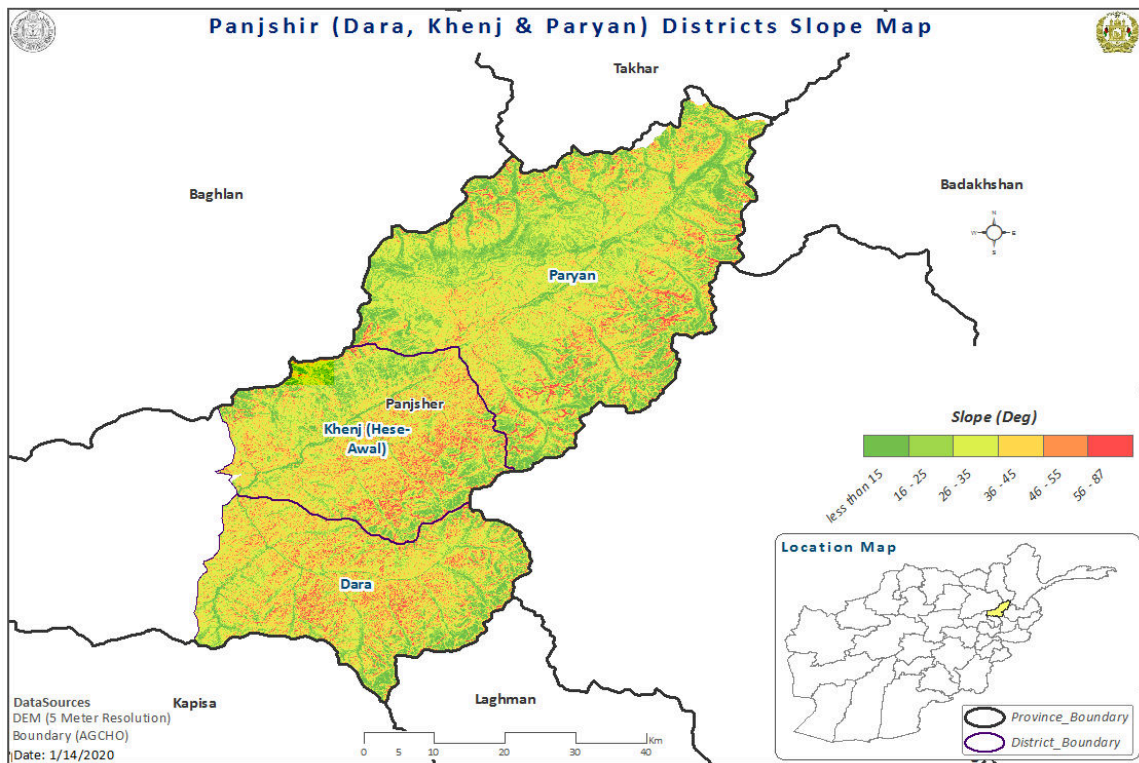 Panjshir (Dara, Khenj & Paryan) Districts Slope Map
Takhar
Baghlan
Badakhshan
N
W
E
S
Paryan
Panjsher
Khenj (Hese-
Awal)
Slope (Deg)
less than 15
16 - 25
26 - 35
36 - 45
46 - 55
56 - 87
Dara
Location Map
Kapisa
Laghman
DataSources
DEM (5 Meter Resolution)
Boundary (AGCHO)
Date: 1/14/2020
Km
0 5 10 20 30 40
Province_Boundary
District_Boundary